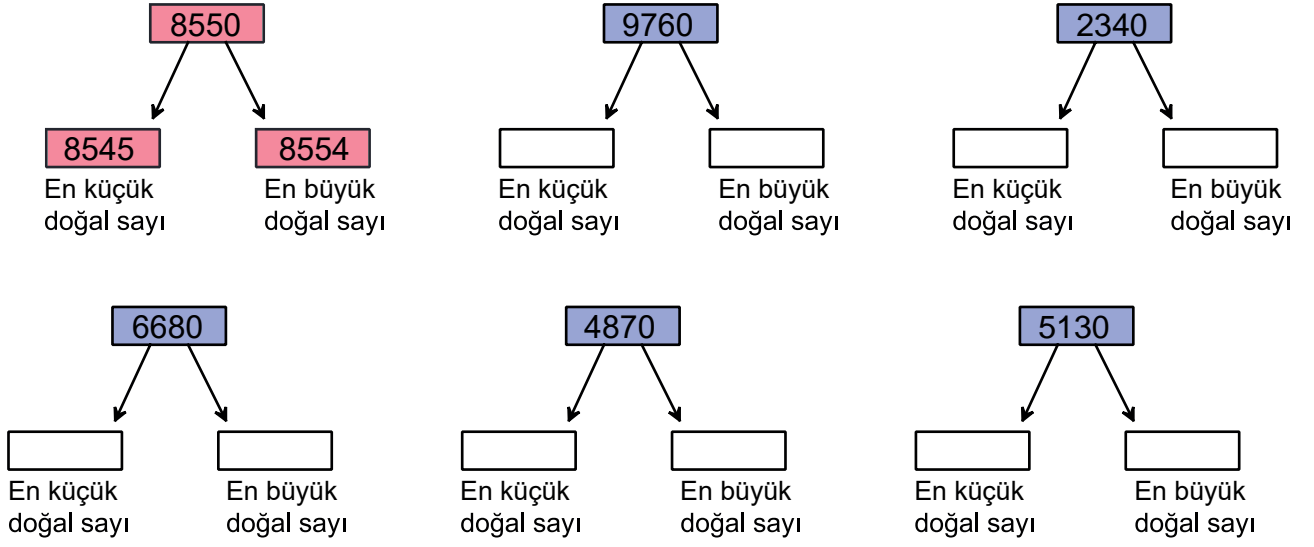 8550
9760
2340
8545
8554
En küçük
doğal sayı
En büyük
doğal sayı
En küçük
doğal sayı
En büyük
doğal sayı
En küçük
doğal sayı
En büyük
doğal sayı
6680
4870
5130
En küçük
doğal sayı
En büyük
doğal sayı
En küçük
doğal sayı
En büyük
doğal sayı
En küçük
doğal sayı
En büyük
doğal sayı